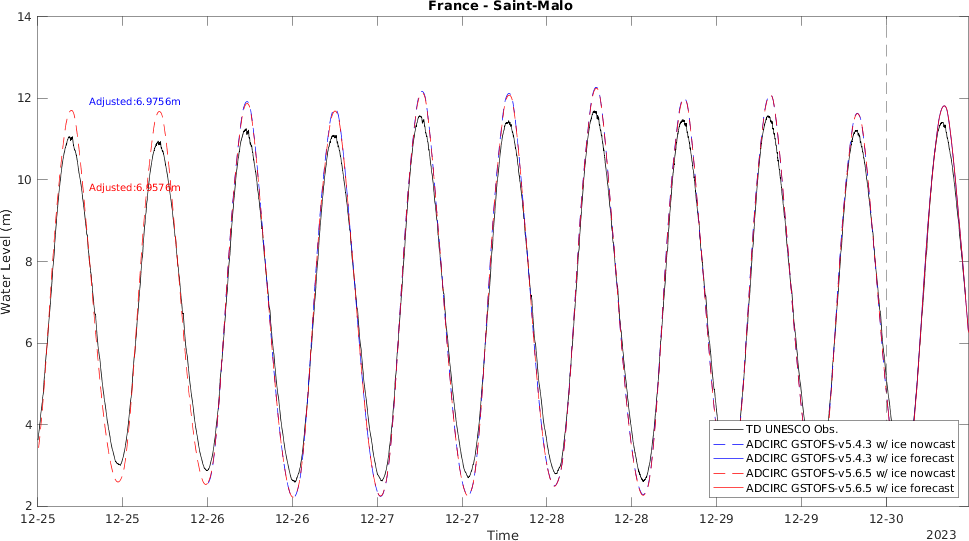 France - Saint-Malo
14
12
10
8
6
4
2
Water Level (m)
Adjusted:6.9756m
Adjusted:6.9576m
TD UNESCO Obs.
ADCIRC GSTOFS-v5.4.3 w/ ice nowcast
ADCIRC GSTOFS-v5.4.3 w/ ice forecast
ADCIRC GSTOFS-v5.6.5 w/ ice nowcast
ADCIRC GSTOFS-v5.6.5 w/ ice forecast
12-25 12-25 12-26 12-26 12-27 12-27 12-28 12-28 12-29 12-29 12-30
Time
2023